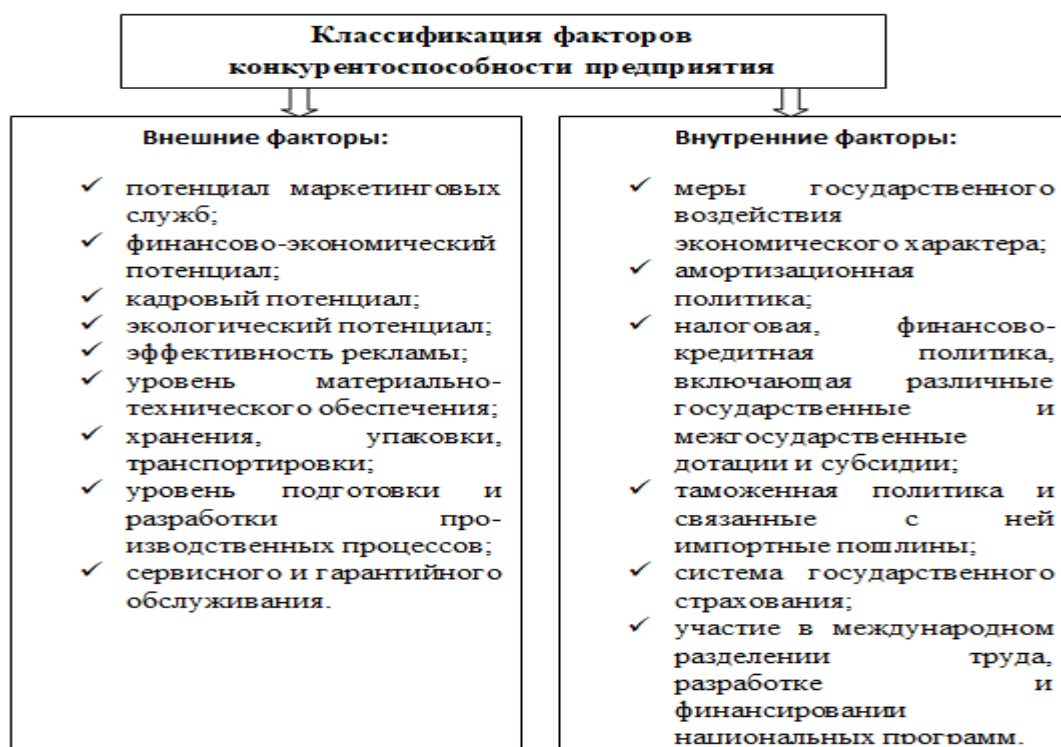 Классификация факторов
конкурентоспособности предприятия
Внешние факторы:
потенциал маркетинговых
служб;
финансово-экономический
потенциал;
кадровый потенциал;
экологический потенциал;
эффективность рекламы;
уровень материально-
технического обеспечения;
хранения, упаковки,
транспортировки;
уровень подготовки и
разработки про-
изводственных процессов;
сервисного и гарантийного
обслуживания.
Внутренние факторы:
меры государственного
воздействия
экономического характера;
амортизационная
политика;
налоговая, финансово-
кредитная политика,
включающая различные
государственные и
межгосударственные
дотации и субсидии;
таможенная политика и
связанные с ней
импортные пошлины;
система государственного
страхования;
участие в международном
разделении труда,
разработке и
финансировании
национальных программ.